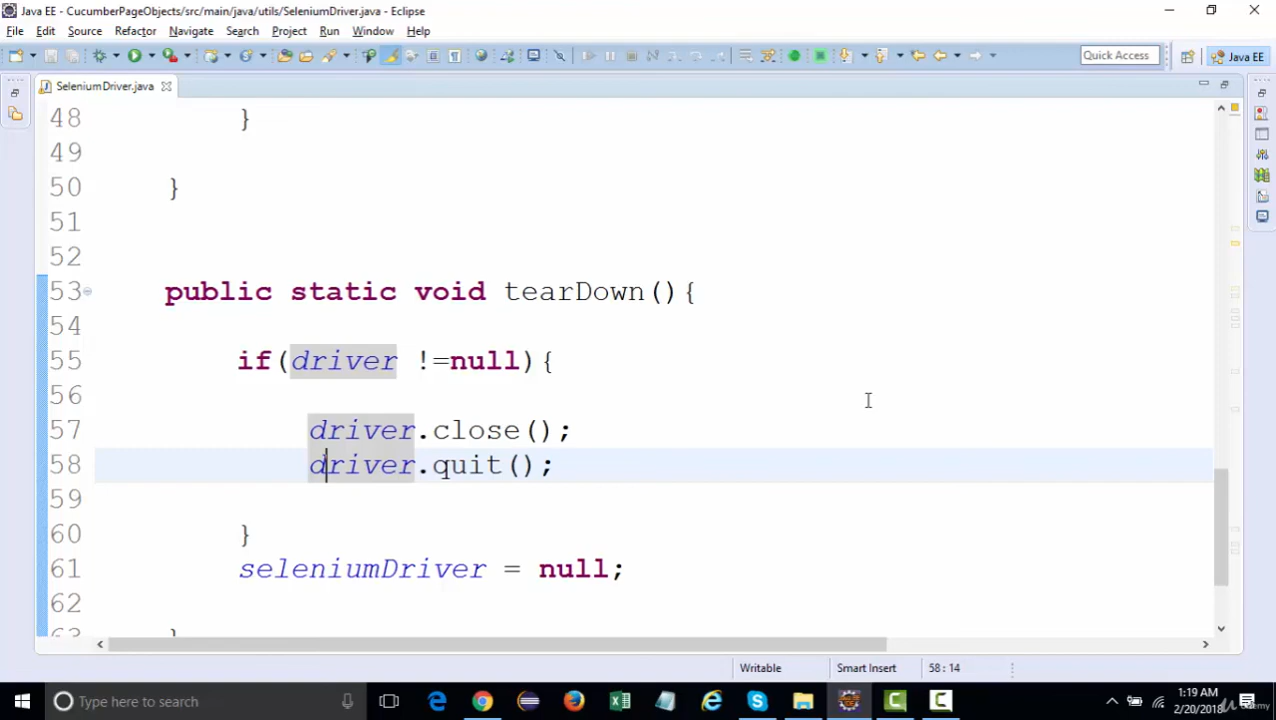 Java EE - CucumberPageObjects/src/main/java/utils/SeleniumDriver.java - Eclipse
File Edit Source Refactor Navigate Search Project Run Window Help
Quick Access
Java EE
SeleniumDriver.java
48 }
49
50 }
51
52
53 public static void tearDown(){
54
55 if(driver !=null){
56
57 driver.close();
58 driver.quit();
59
60 }
61 seleniumDriver = null;
62
63 }
Writable Smart Insert 58 : 14
Type here to search
1:19 AM
2/20/2018
Udemy